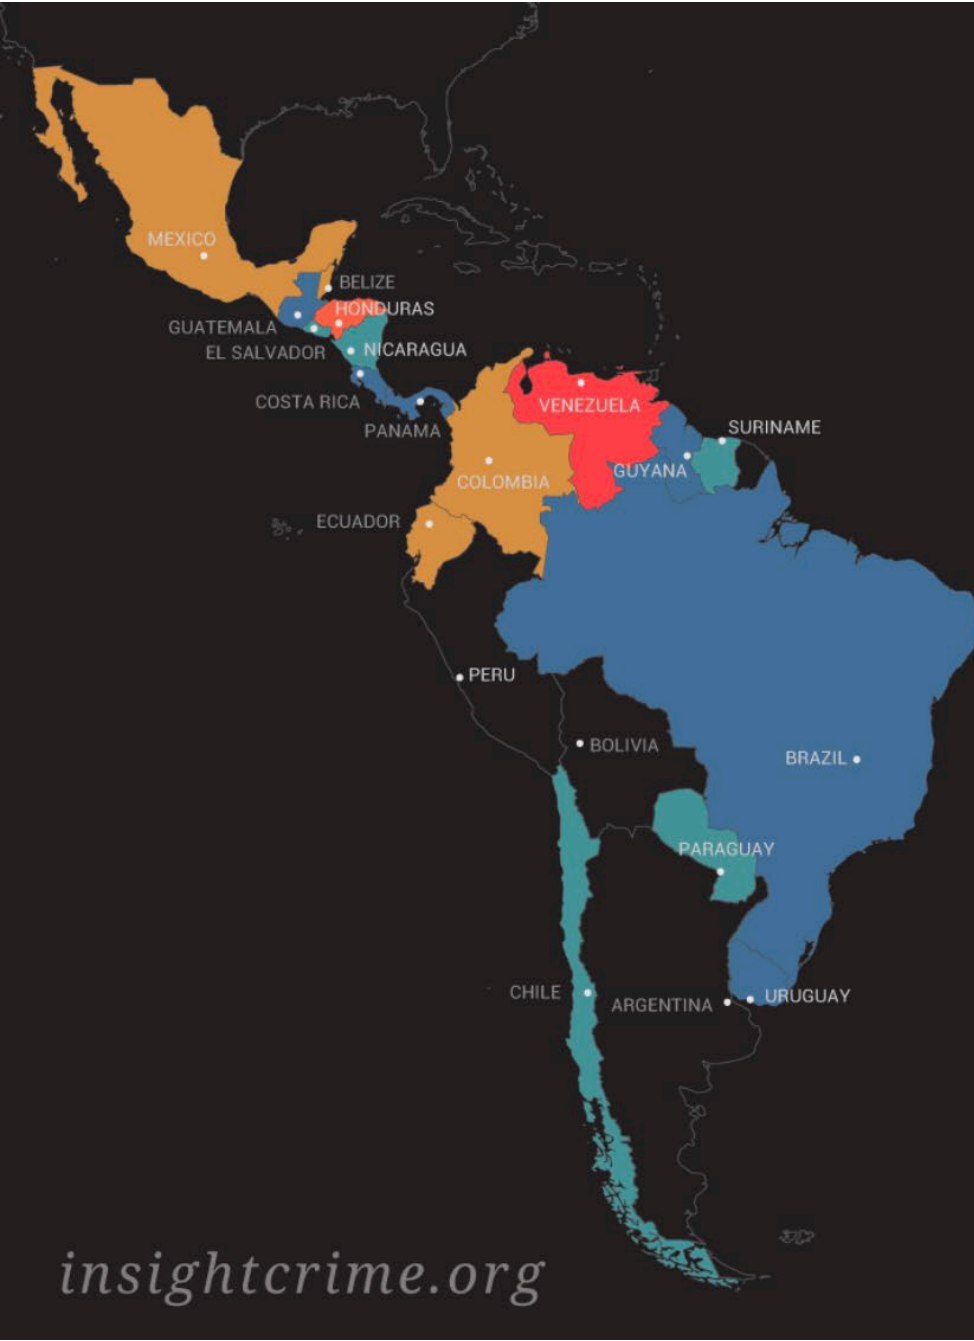 MEXICO
BELIZE
HONDURAS
GUATEMALA
EL SALVADOR
NICARAGUA
COSTA RICA
PANAMA
VENEZUELA
SURINAME
GUYANA
COLOMBIA
ECUADOR
PERU
BOLIVIA
BRAZIL
PARAGUAY
CHILE
ARGENTINA
URUGUAY
insightcrime.org